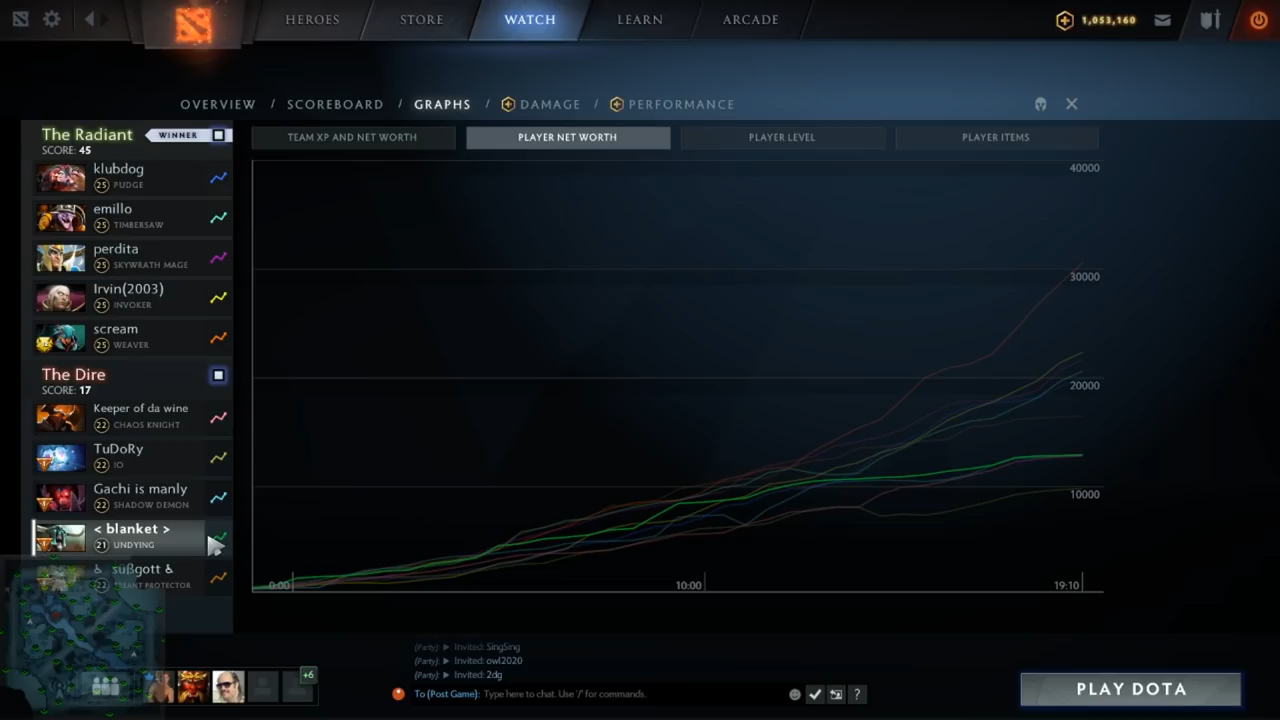 HEROES STORE WATCH LEARN ARCADE 1,053,160
OVERVIEW / SCOREBOARD / GRAPHS / DAMAGE / PERFORMANCE
The Radiant WINNER
SCORE: 45
TEAM XP AND NET WORTH PLAYER NET WORTH PLAYER LEVEL PLAYER ITEMS
klubdog
25 PUDGE
emillo
25 TIMBERSAW
perdita
25 SKYWRATH MAGE
Irvin(2003)
25 INVOKER
scream
25 WEAVER
The Dire
SCORE: 17
Keeper of da wine
22 CHAOS KNIGHT
TuDoRy
22 IO
Gachi is manly
22 SHADOW DEMON
< blanket >
21 UNDYING
♿ süßgott ♿
22 TREANT PROTECTOR
40000
30000
20000
10000
0:00 10:00 19:10
(Party): ▶ Invited: SingSing
(Party): ▶ Invited: owl2020
(Party): ▶ Invited: 2dg
+6
To (Post Game): Type here to chat. Use '/' for commands. ?
PLAY DOTA